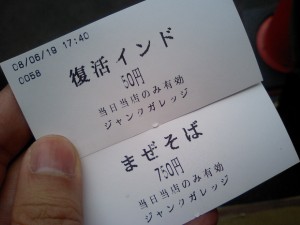 08/06/19 17:40
0058
復活インド
50円
当日当店のみ有効
ジャンクガレッジ
まぜそば
750円
当日当店のみ有効
ジャンクガレッジ